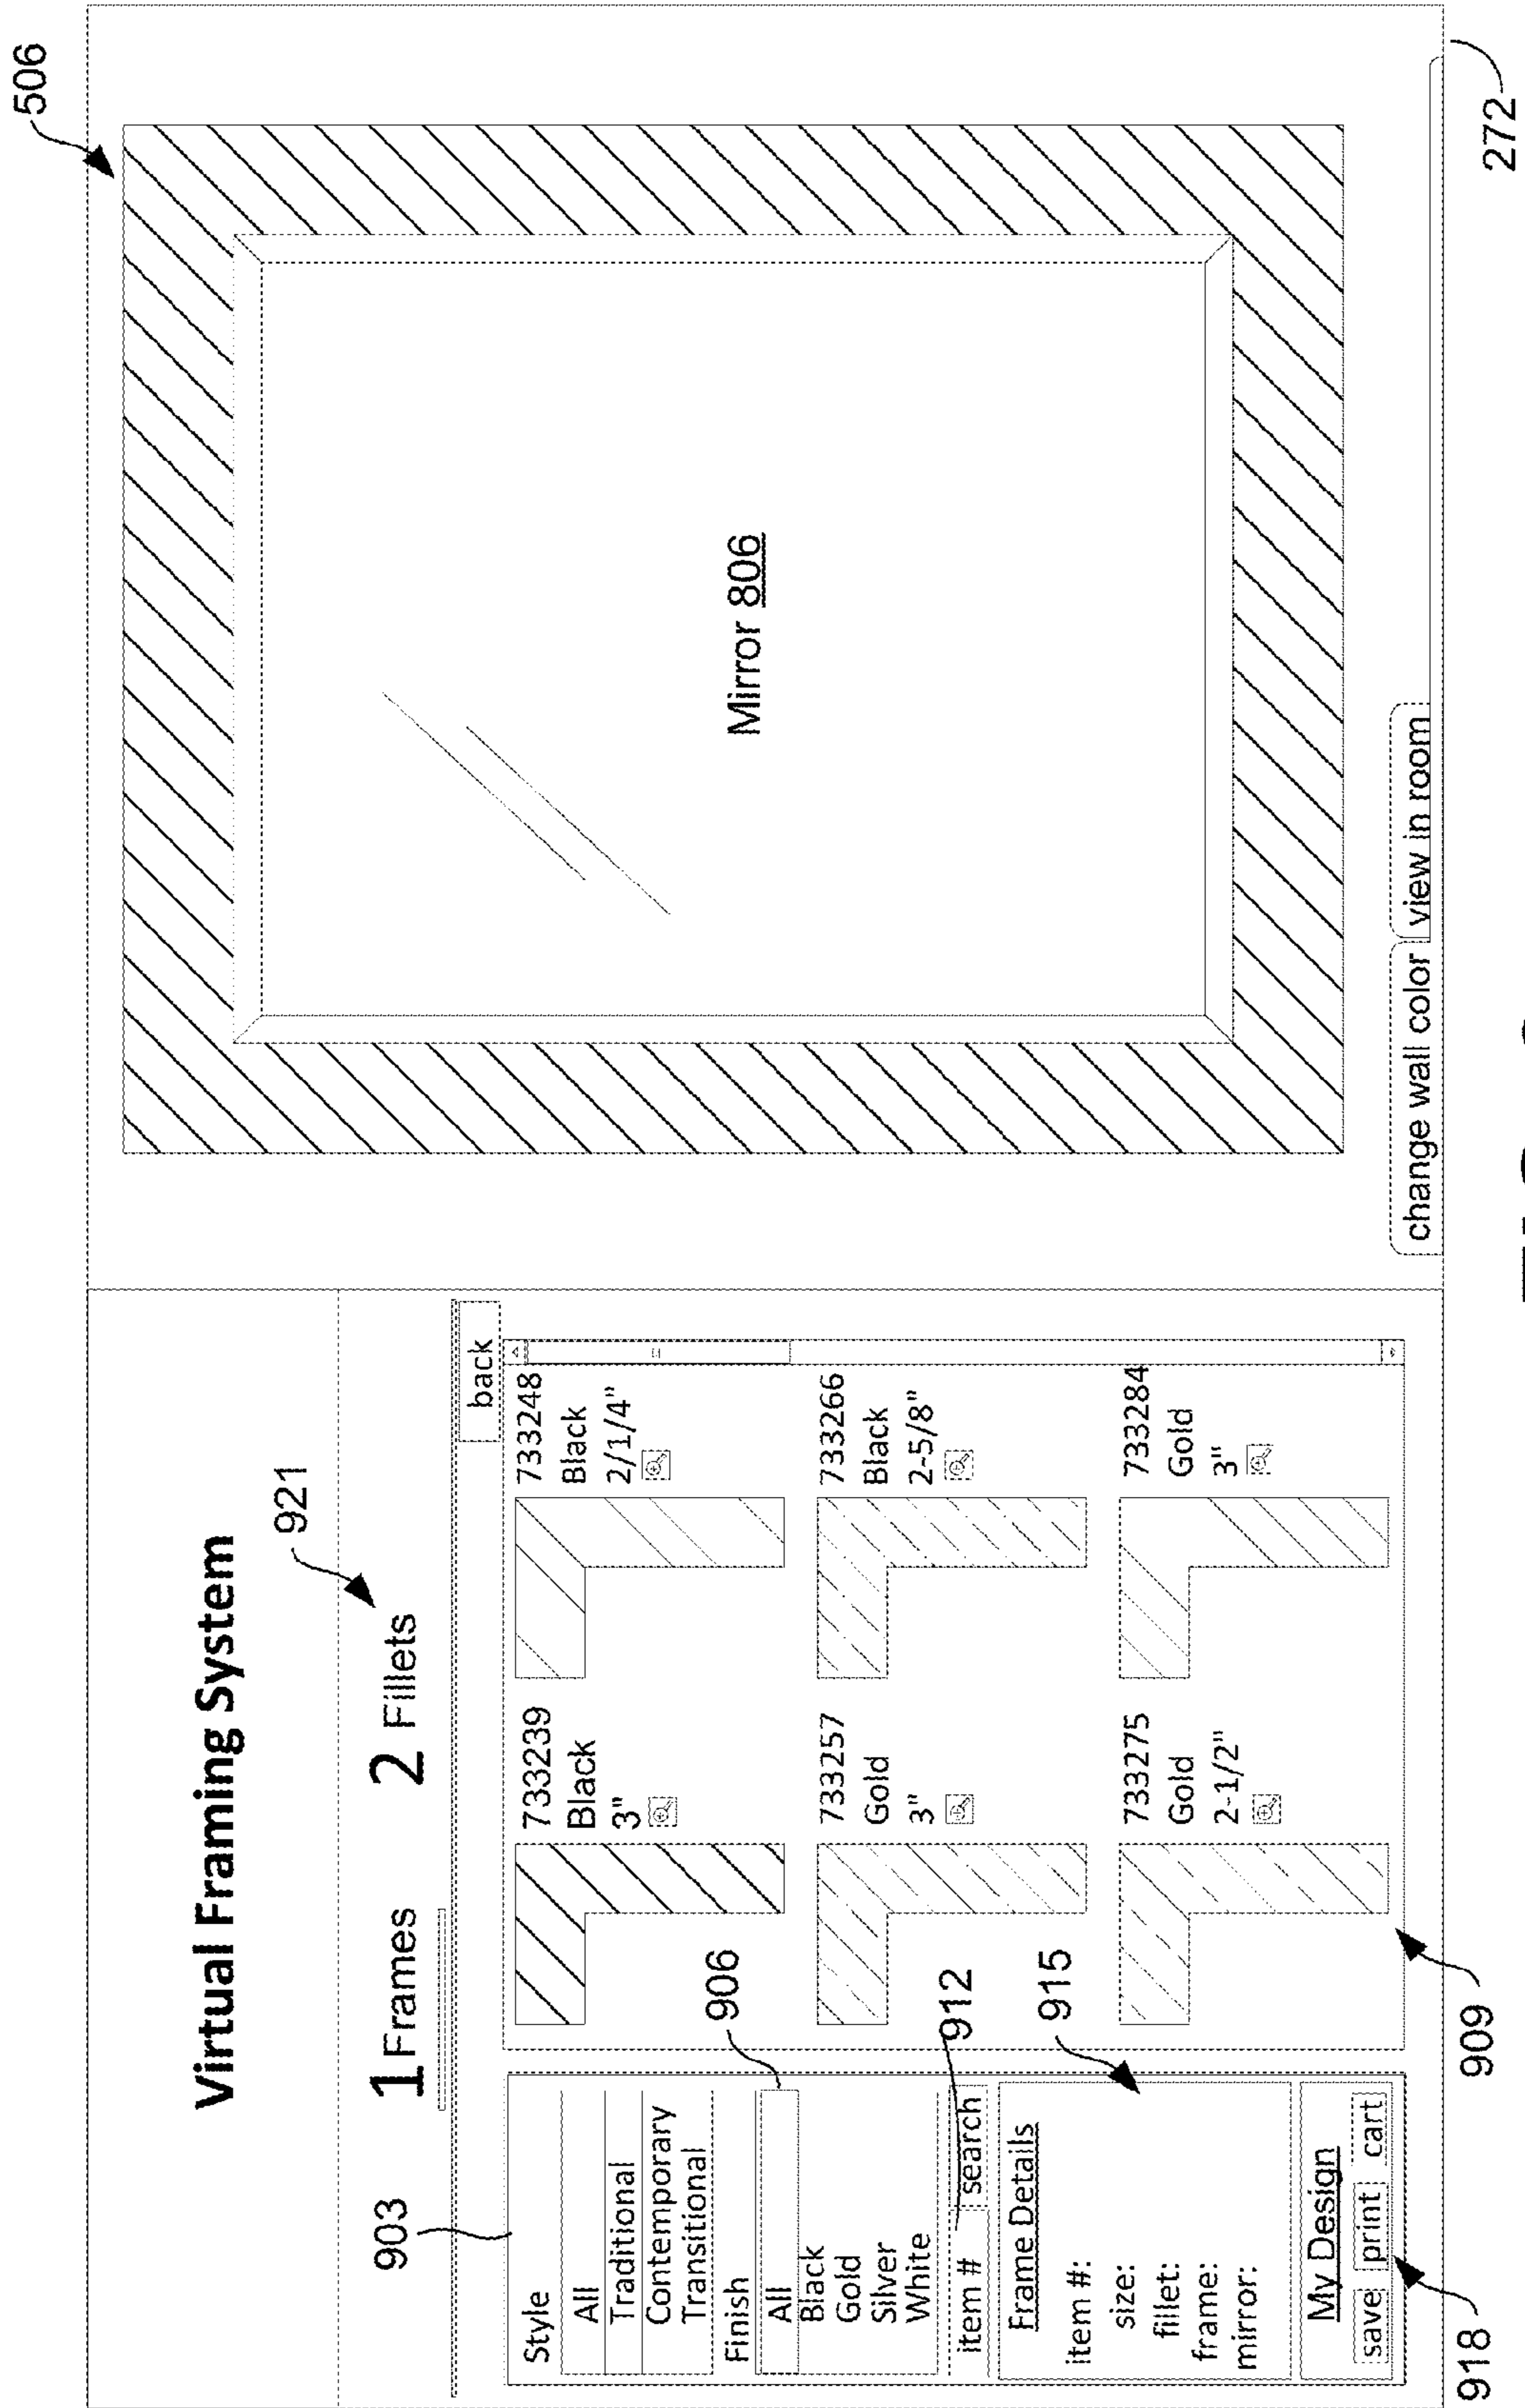 Virtual Framing System
921
506
1 Frames 2 Fillets
903
back
Style
All
Traditional
Contemporary
Transitional
Finish
All
Black
Gold
Silver
White
906
item # search
912
Frame Details
item #:
size:
fillet:
frame:
mirror:
915
My Design
save print cart
918
733239
Black
3"
733248
Black
2/1/4"
733257
Gold
3"
733266
Black
2-5/8"
733275
Gold
2-1/2"
733284
Gold
3"
909
Mirror 806
change wall color view in room
272